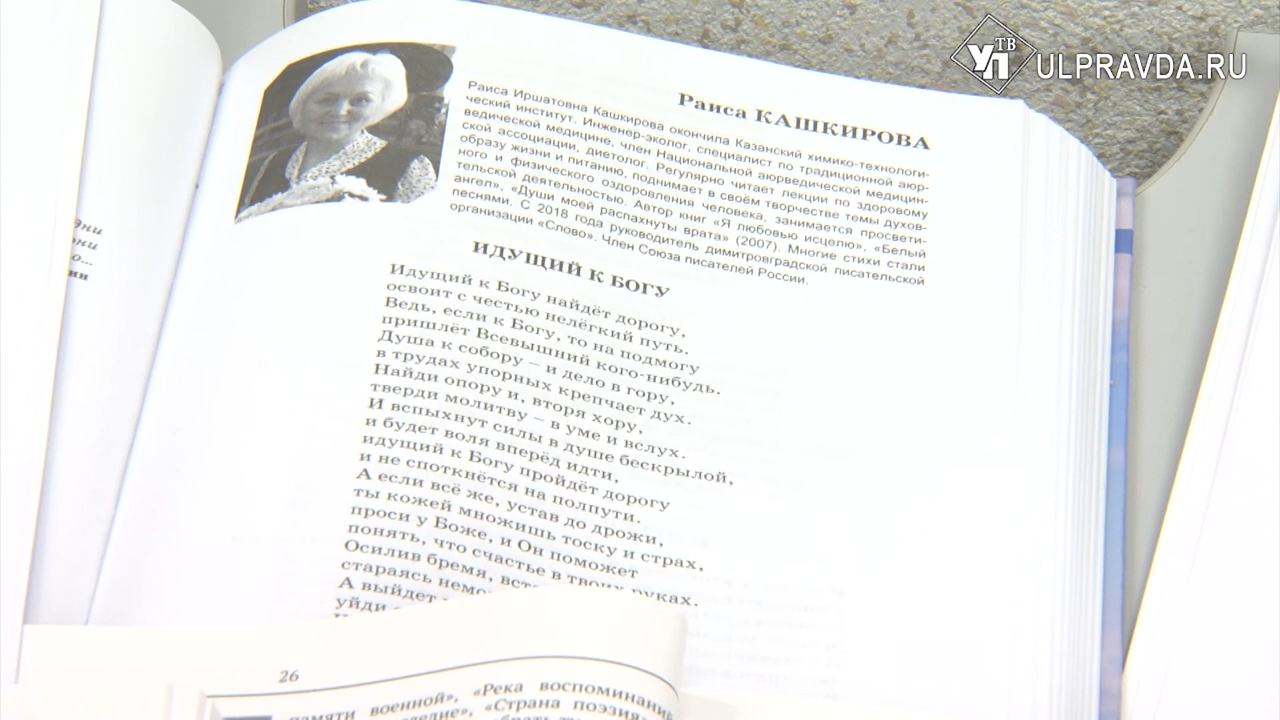 УП ТВ ULPRAVDA.RU
Раиса КАШКИРОВА
Раиса Иршатовна Кашкирова окончила Казанский химико-технологи-
ческий институт. Инженер-эколог, специалист по традиционной аюр-
ведической медицине, член Национальной аюрведической медицин-
ской ассоциации, диетолог. Регулярно читает лекции по здоровому
образу жизни и питанию, поднимает в своём творчестве темы духов-
ного и физического оздоровления человека, занимается просвети-
тельской деятельностью. Автор книг «Я любовью исцелю», «Белый
ангел», «Души моей распахнуты врата» (2007). Многие стихи стали
песнями. С 2018 года руководитель димитровградской писательской
организации «Слово». Член Союза писателей России.
ИДУЩИЙ К БОГУ
Идущий к Богу найдёт дорогу,
освоит с честью нелёгкий путь.
Ведь, если к Богу, то на подмогу
пришлёт Всевышний кого-нибудь.
Душа к собору – и дело в гору,
в трудах упорных крепчает дух.
Найди опору и, вторя хору,
тверди молитву – в уме и вслух.
И вспыхнут силы в душе бескрылой,
и будет воля вперёд идти,
идущий к Богу пройдёт дорогу
и не споткнётся на полпути.
А если всё же, устав до дрожи,
ты кожей множишь тоску и страх,
проси у Боже, и Он поможет
понять, что счастье в твоих руках.
Осилив бремя,
стараясь
А выйдет
уйди
26
памяти военной», «Река воспоминаний
«Страна поэзия»